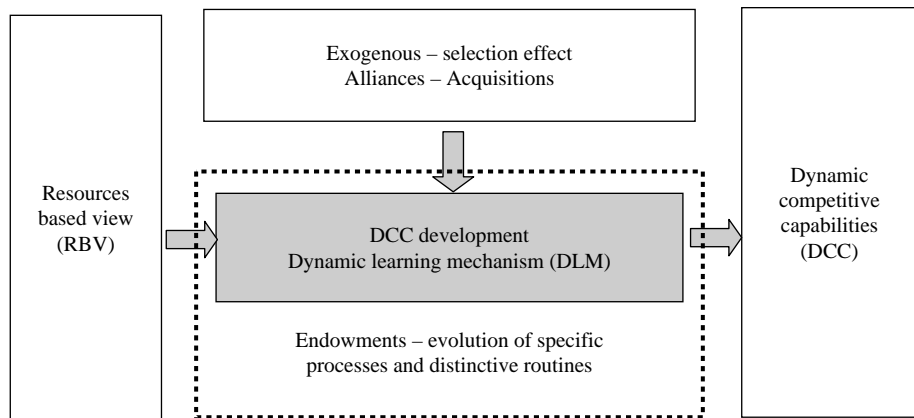 Exogenous – selection effect
Alliances – Acquisitions
Resources
based view
(RBV)
DCC development
Dynamic learning mechanism (DLM)
Endowments – evolution of specific
processes and distinctive routines
Dynamic
competitive
capabilities
(DCC)